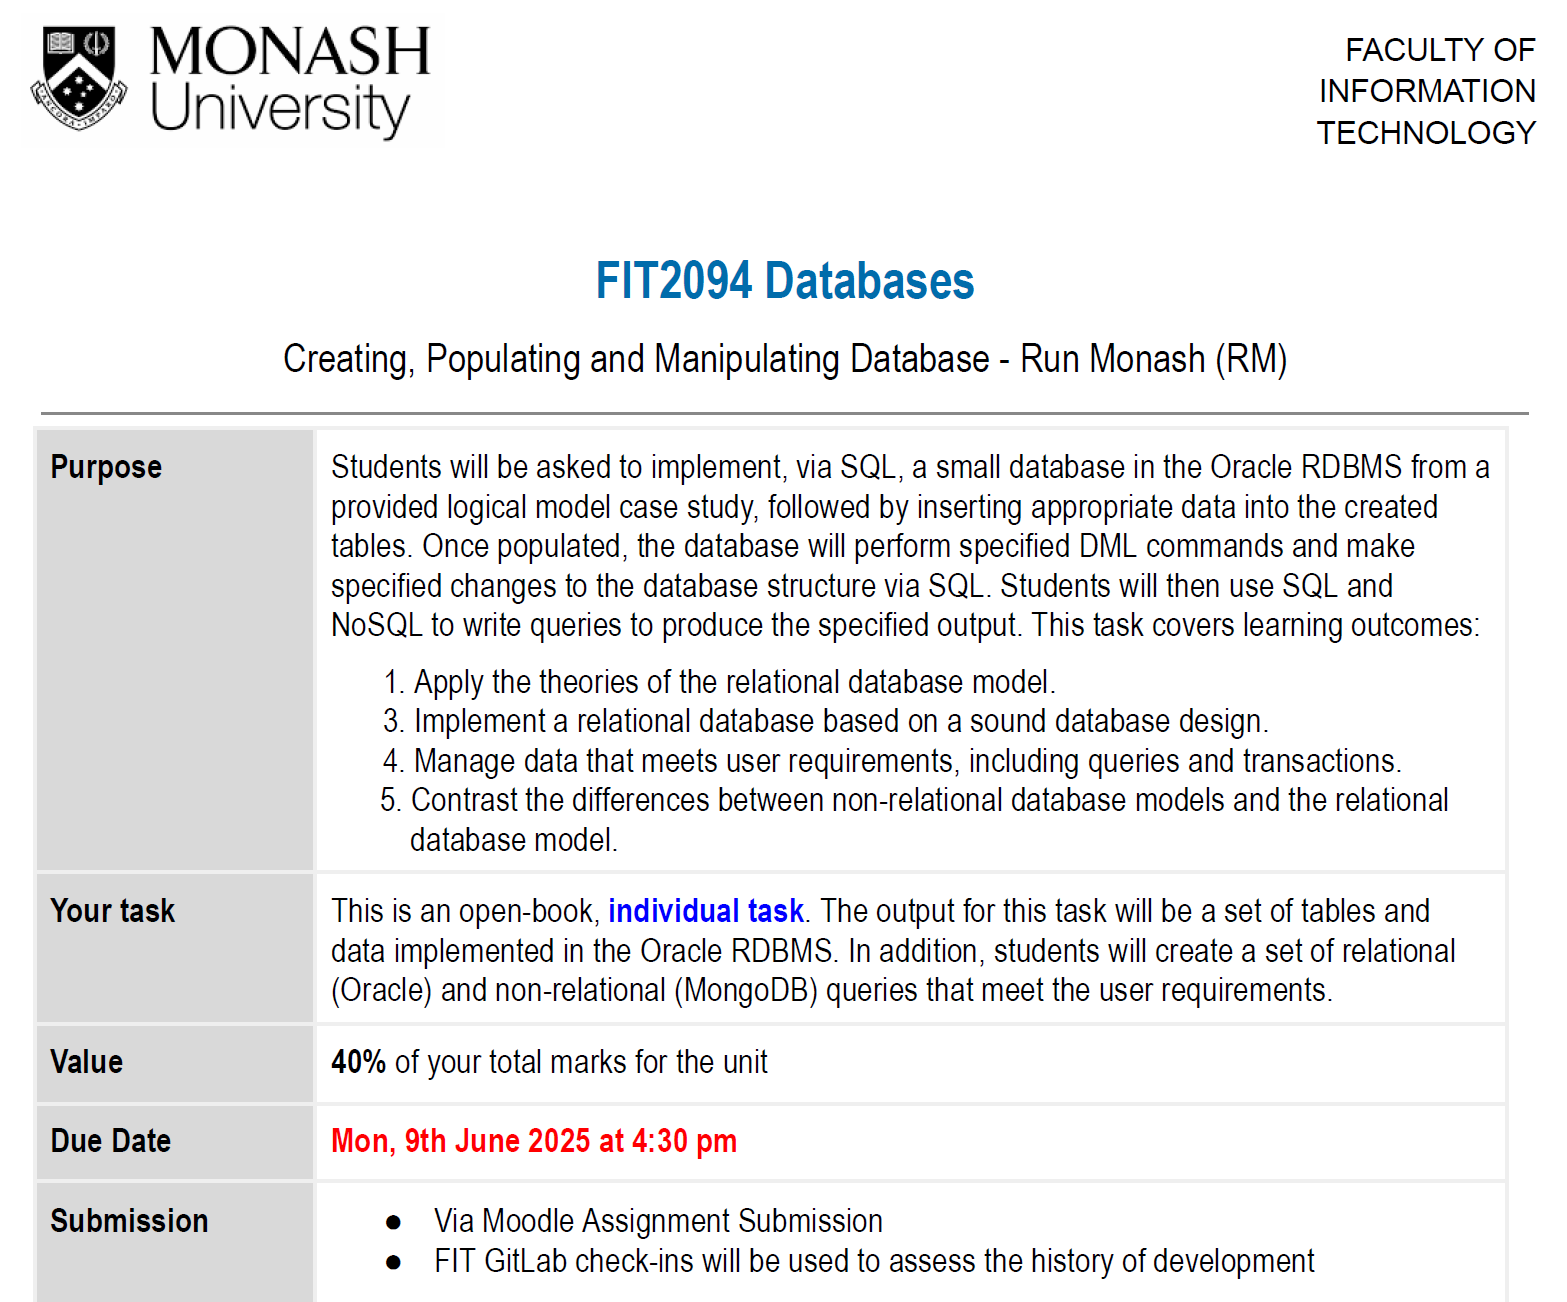 MONASH
University
ANCORA IMPARO
FACULTY OF
INFORMATION
TECHNOLOGY
FIT2094 Databases
Creating, Populating and Manipulating Database - Run Monash (RM)
Purpose
Students will be asked to implement, via SQL, a small database in the Oracle RDBMS from a
provided logical model case study, followed by inserting appropriate data into the created
tables. Once populated, the database will perform specified DML commands and make
specified changes to the database structure via SQL. Students will then use SQL and
NoSQL to write queries to produce the specified output. This task covers learning outcomes:
1. Apply the theories of the relational database model.
3. Implement a relational database based on a sound database design.
4. Manage data that meets user requirements, including queries and transactions.
5. Contrast the differences between non-relational database models and the relational
database model.
Your task
This is an open-book, individual task. The output for this task will be a set of tables and
data implemented in the Oracle RDBMS. In addition, students will create a set of relational
(Oracle) and non-relational (MongoDB) queries that meet the user requirements.
Value
40% of your total marks for the unit
Due Date
Mon, 9th June 2025 at 4:30 pm
Submission
● Via Moodle Assignment Submission
● FIT GitLab check-ins will be used to assess the history of development